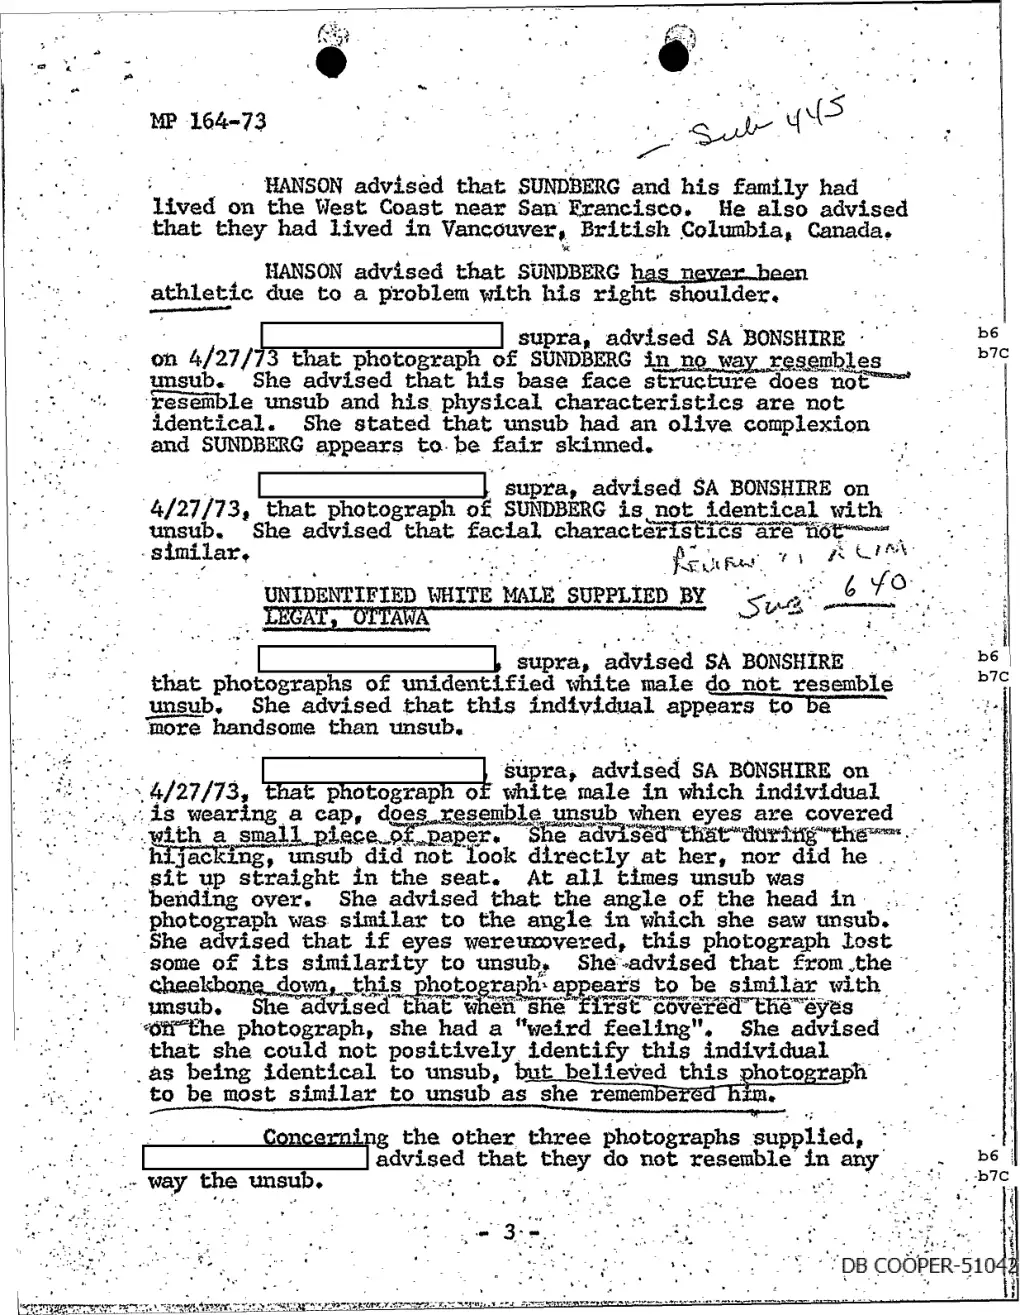 MP 164-73
Sub 445
HANSON advised that SUNDBERG and his family had
lived on the West Coast near San Francisco. He also advised
that they had lived in Vancouver, British Columbia, Canada.
HANSON advised that SUNDBERG has never been
athletic due to a problem with his right shoulder.
supra, advised SA BONSHIRE
b6
on 4/27/73 that photograph of SUNDBERG in no way resembles
b7C
unsub. She advised that his base face structure does not
resemble unsub and his physical characteristics are not
identical. She stated that unsub had an olive complexion
and SUNDBERG appears to be fair skinned.
, supra, advised SA BONSHIRE on
4/27/73, that photograph of SUNDBERG is not identical with
unsub. She advised that facial characteristics are not
similar.
UNIDENTIFIED WHITE MALE SUPPLIED BY
LEGAT, OTTAWA
Sub 640
, supra, advised SA BONSHIRE
b6
that photographs of unidentified white male do not resemble
b7C
unsub. She advised that this individual appears to be
more handsome than unsub.
, supra, advised SA BONSHIRE on
4/27/73, that photograph of white male in which individual
is wearing a cap, does resemble unsub when eyes are covered
with a small piece of paper. She advised that during the
hijacking, unsub did not look directly at her, nor did he
sit up straight in the seat. At all times unsub was
bending over. She advised that the angle of the head in
photograph was similar to the angle in which she saw unsub.
She advised that if eyes were uncovered, this photograph lost
some of its similarity to unsub. She advised that from the
cheekbone down, this photograph appears to be similar with
unsub. She advised that when she first covered the eyes
on the photograph, she had a "weird feeling". She advised
that she could not positively identify this individual
as being identical to unsub, but believed this photograph
to be most similar to unsub as she remembered him.
Concerning the other three photographs supplied,
advised that they do not resemble in any
b6
way the unsub.
b7C
- 3 -
DB COOPER-51042